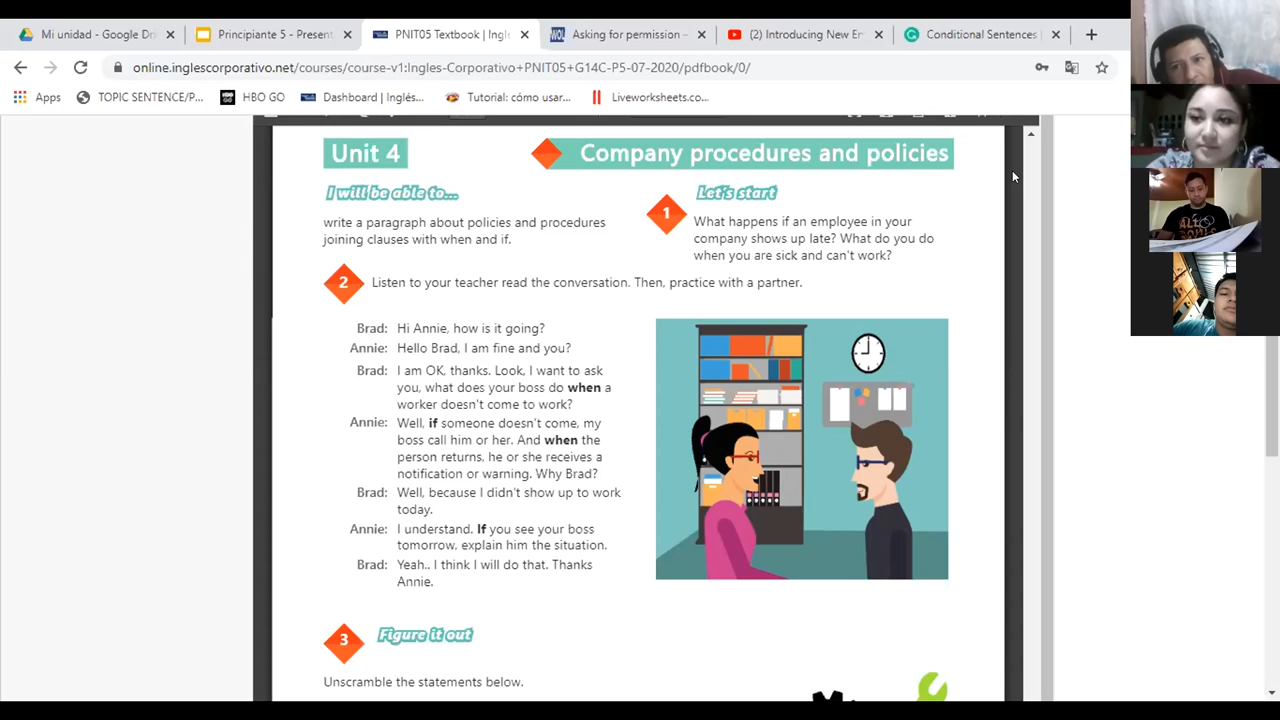 Mi unidad - Google Dri
Principiante 5 - Present
PNIT05 Textbook | Ingl
Asking for permission –
(2) Introducing New Em
Conditional Sentences |
online.inglescorporativo.net/courses/course-v1:Ingles-Corporativo+PNIT05+G14C-P5-07-2020/pdfbook/0/
Apps
TOPIC SENTENCE/P...
HBO GO
Dashboard | Inglés...
Tutorial: cómo usar...
Liveworksheets.co...
Unit 4
Company procedures and policies
I will be able to...
write a paragraph about policies and procedures
joining clauses with when and if.
1
Let's start
What happens if an employee in your
company shows up late? What do you do
when you are sick and can't work?
2
Listen to your teacher read the conversation. Then, practice with a partner.
Brad: Hi Annie, how is it going?
Annie: Hello Brad, I am fine and you?
Brad: I am OK, thanks. Look, I want to ask
you, what does your boss do when a
worker doesn't come to work?
Annie: Well, if someone doesn't come, my
boss call him or her. And when the
person returns, he or she receives a
notification or warning. Why Brad?
Brad: Well, because I didn't show up to work
today.
Annie: I understand. If you see your boss
tomorrow, explain him the situation.
Brad: Yeah.. I think I will do that. Thanks
Annie.
3
Figure it out
Unscramble the statements below.